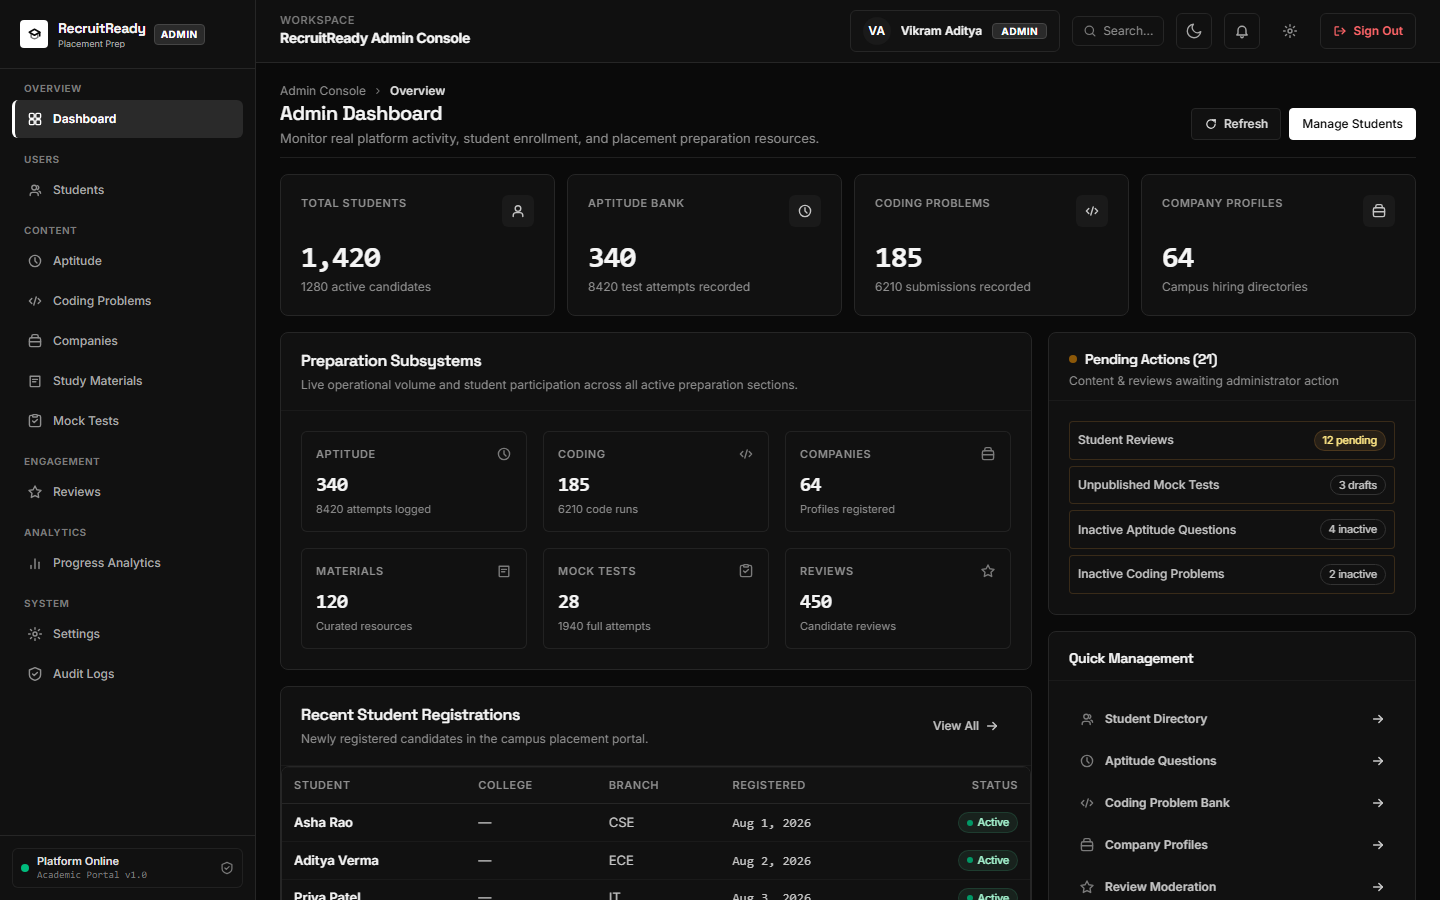 RecruitReady
Placement Prep
ADMIN
OVERVIEW
Dashboard
USERS
Students
CONTENT
Aptitude
Coding Problems
Companies
Study Materials
Mock Tests
ENGAGEMENT
Reviews
ANALYTICS
Progress Analytics
SYSTEM
Settings
Audit Logs
Platform Online
Academic Portal v1.0
WORKSPACE
RecruitReady Admin Console
VA Vikram Aditya ADMIN
Search...
Sign Out
Admin Console > Overview
Admin Dashboard
Monitor real platform activity, student enrollment, and placement preparation resources.
Refresh
Manage Students
TOTAL STUDENTS
1,420
1280 active candidates
APTITUDE BANK
340
8420 test attempts recorded
CODING PROBLEMS
185
6210 submissions recorded
COMPANY PROFILES
64
Campus hiring directories
Preparation Subsystems
Live operational volume and student participation across all active preparation sections.
APTITUDE
340
8420 attempts logged
CODING
185
6210 code runs
COMPANIES
64
Profiles registered
MATERIALS
120
Curated resources
MOCK TESTS
28
1940 full attempts
REVIEWS
450
Candidate reviews
Recent Student Registrations
Newly registered candidates in the campus placement portal.
View All →
STUDENT COLLEGE BRANCH REGISTERED STATUS
Asha Rao — CSE Aug 1, 2026 Active
Aditya Verma — ECE Aug 2, 2026 Active
Priya Patel — IT Aug 3, 2026 Active
Pending Actions (21)
Content & reviews awaiting administrator action
Student Reviews 12 pending
Unpublished Mock Tests 3 drafts
Inactive Aptitude Questions 4 inactive
Inactive Coding Problems 2 inactive
Quick Management
Student Directory →
Aptitude Questions →
Coding Problem Bank →
Company Profiles →
Review Moderation →